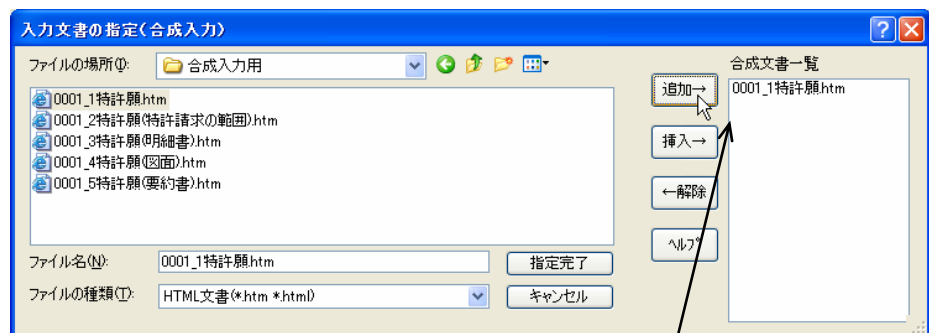 入力文書の指定(合成入力)
ファイルの場所(I):
合成入力用
0001_1特許願.htm
0001_2特許願(特許請求の範囲).htm
0001_3特許願(明細書).htm
0001_4特許願(図面).htm
0001_5特許願(要約書).htm
ファイル名(N):
0001_1特許願.htm
指定完了
ファイルの種類(T):
HTML文書(*.htm *.html)
キャンセル
追加→
挿入→
←解除
ヘルプ
合成文書一覧
0001_1特許願.htm